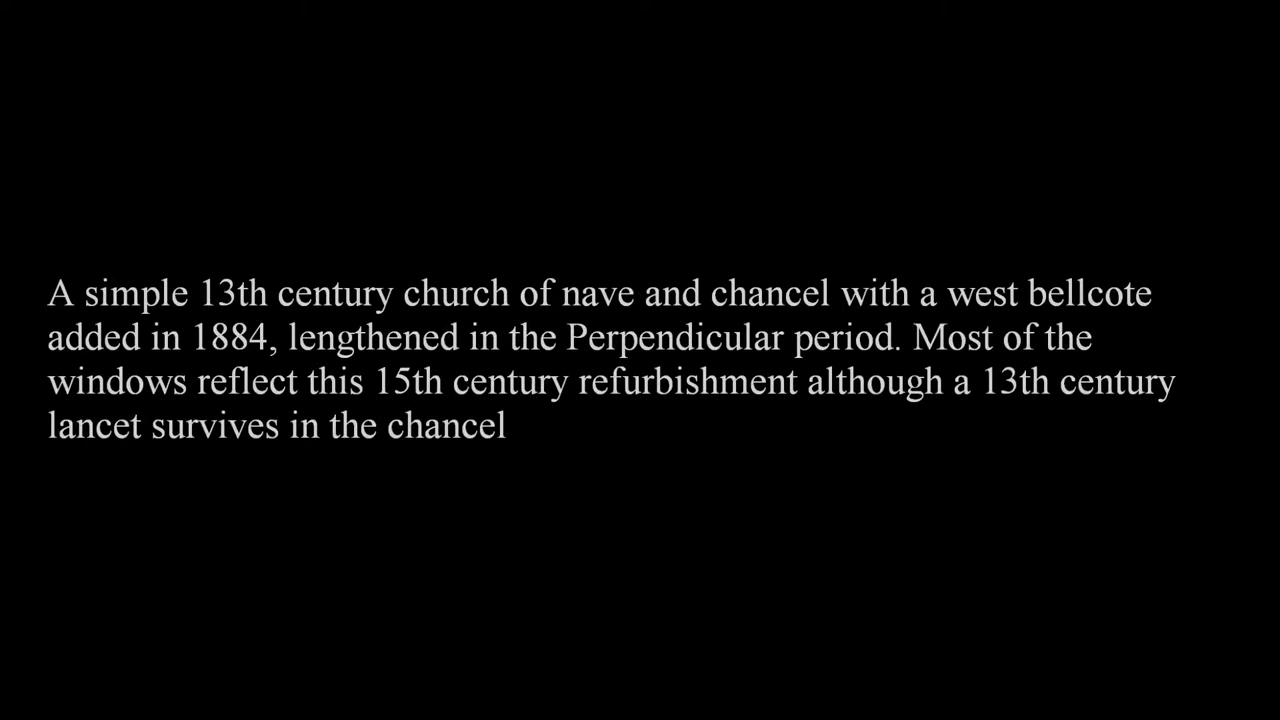 A simple 13th century church of nave and chancel with a west bellcote
added in 1884, lengthened in the Perpendicular period. Most of the
windows reflect this 15th century refurbishment although a 13th century
lancet survives in the chancel